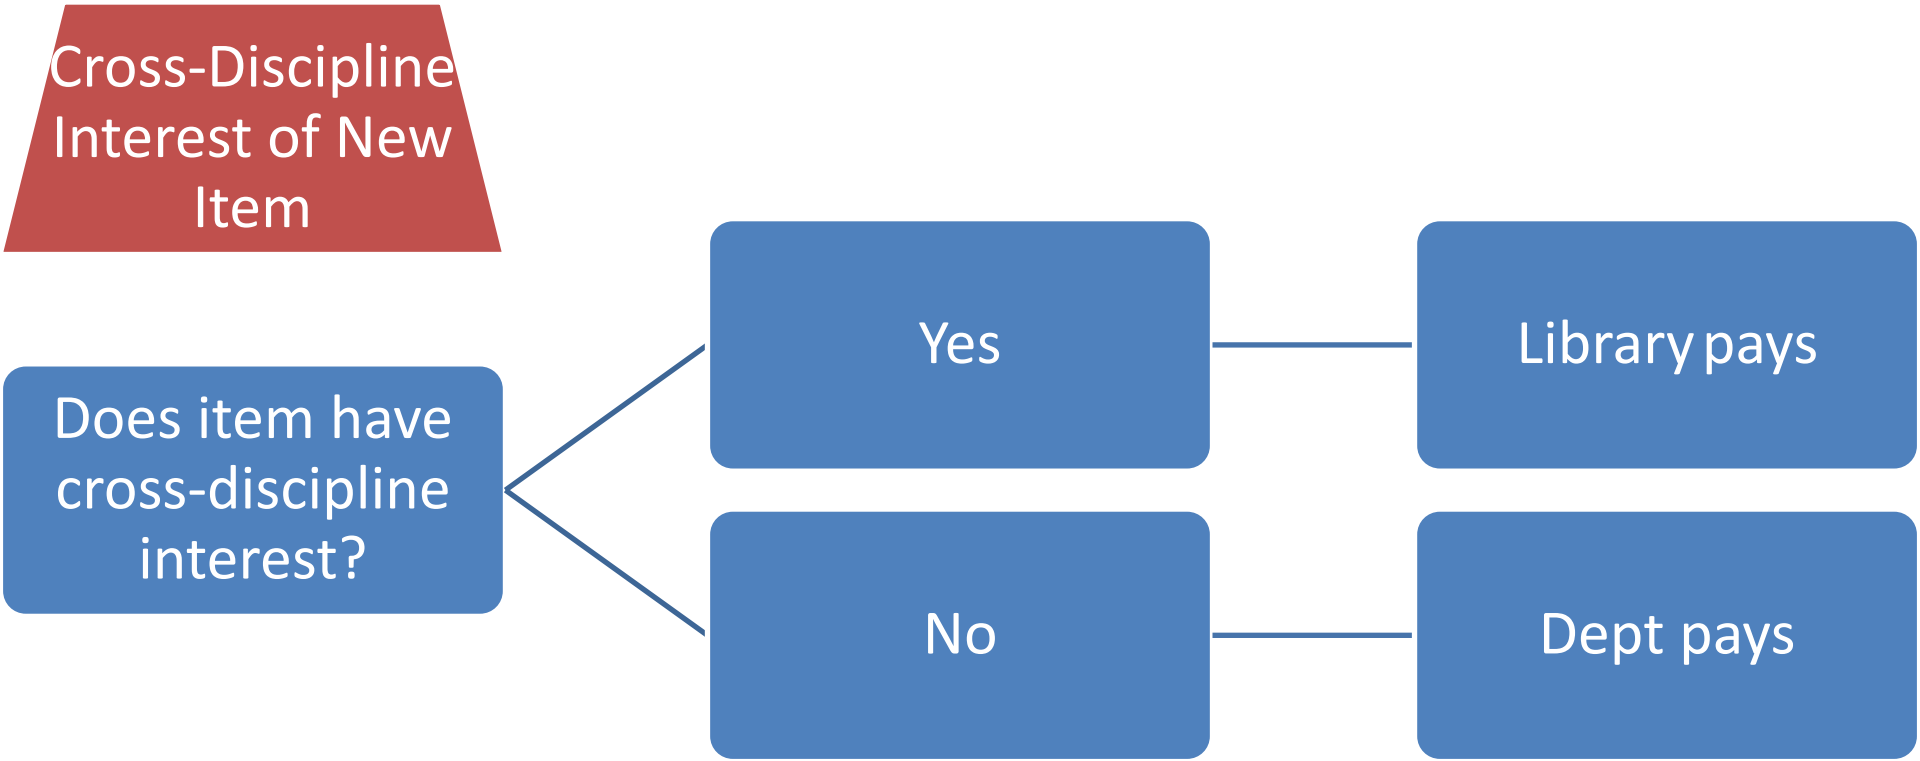 Cross-Discipline
Interest of New
Item
Does item have
cross-discipline
interest?
Yes
Library pays
No
Dept pays